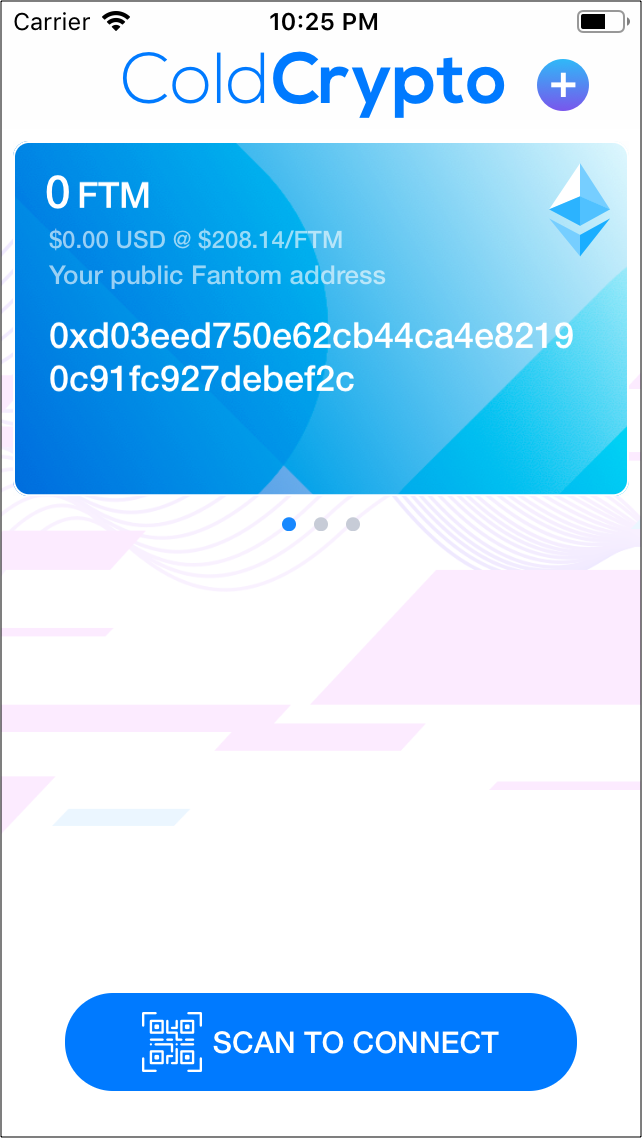 Carrier 10:25 PM
ColdCrypto
0 FTM
$0.00 USD @ $208.14/FTM
Your public Fantom address
0xd03eed750e62cb44ca4e8219
0c91fc927debef2c
SCAN TO CONNECT